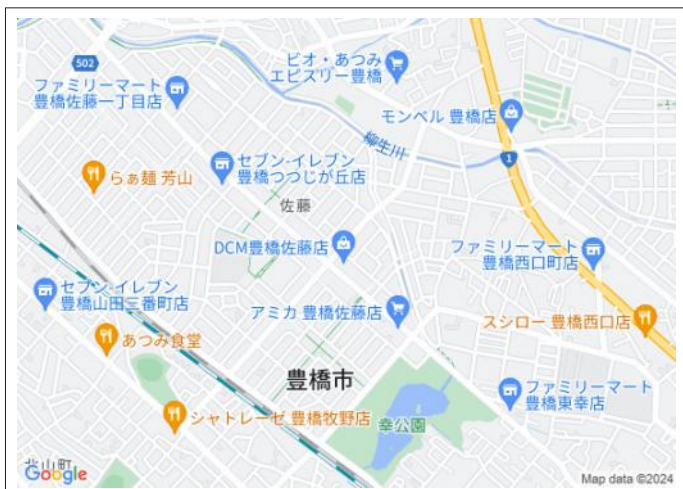 ビオ・あつみ
エピスリー豊橋
502
ファミリーマート
豊橋佐藤一丁目店
モンベル 豊橋店
柳生川
1
セブン-イレブン
豊橋つつじが丘店
らぁ麺 芳山
佐藤
DCM豊橋佐藤店
ファミリーマート
豊橋西口町店
セブン-イレブン
豊橋山田三番町店
アミカ 豊橋佐藤店
スシロー 豊橋西口店
あつみ食堂
豊橋市
ファミリーマート
豊橋東幸店
シャトレーゼ 豊橋牧野店
幸公園
北山町
Google
Map data ©2024